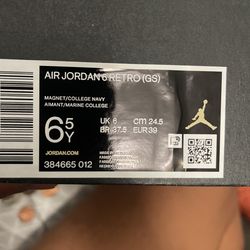 AIR JORDAN 6 RETRO (GS)
MAGNET/COLLEGE NAVY
AIMANT/MARINE COLLEGE
6 5 Y
UK 6 CM 24.5
BR 37.5 EUR 39
JORDAN.COM
384665 012